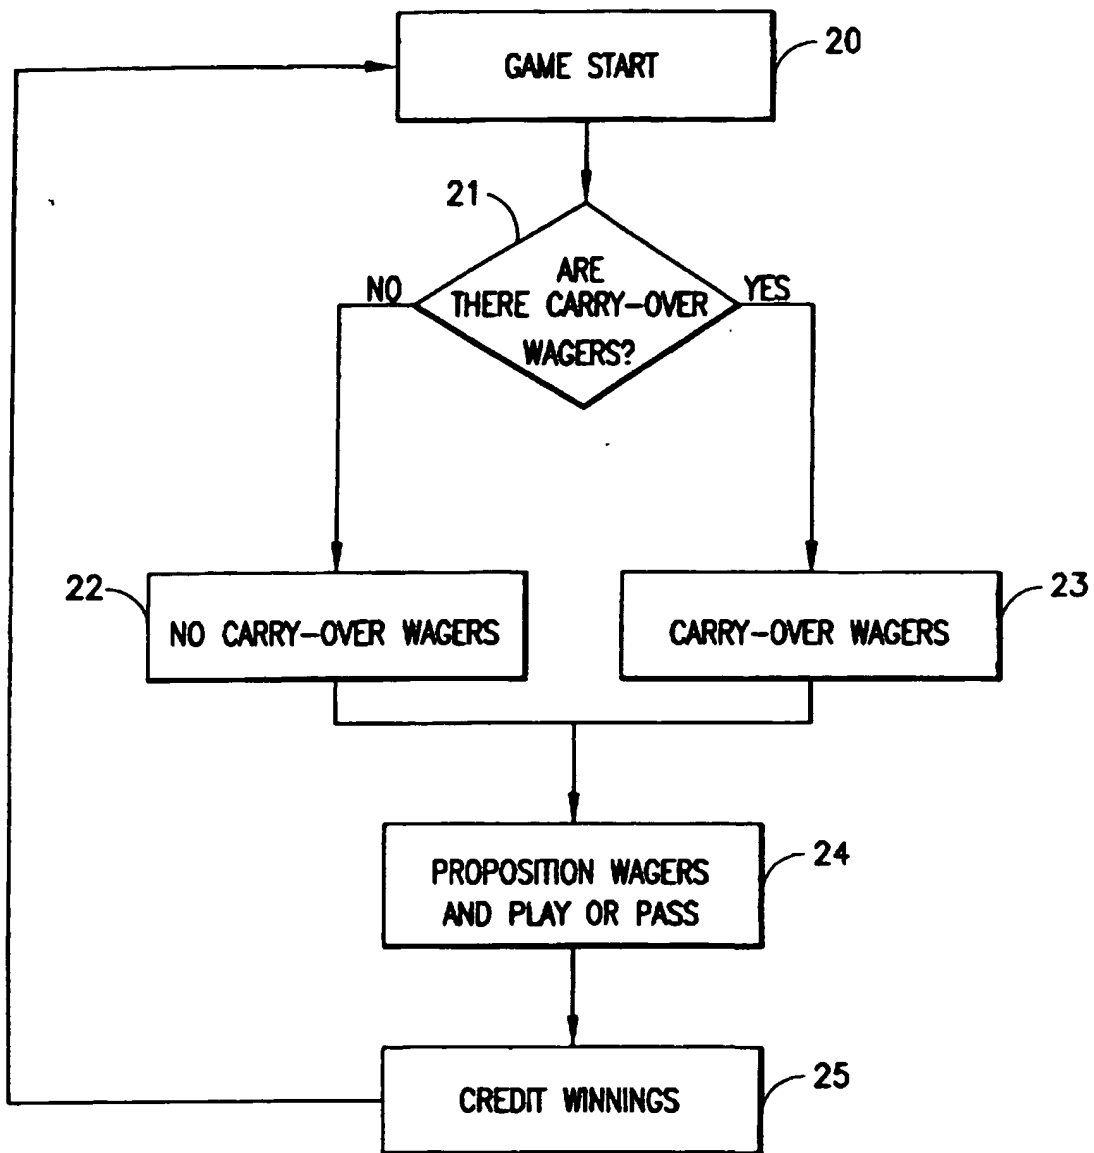 GAME START
20
21
ARE
THERE CARRY-OVER
WAGERS?
NO
YES
22
NO CARRY-OVER WAGERS
CARRY-OVER WAGERS
23
PROPOSITION WAGERS
AND PLAY OR PASS
24
CREDIT WINNINGS
25